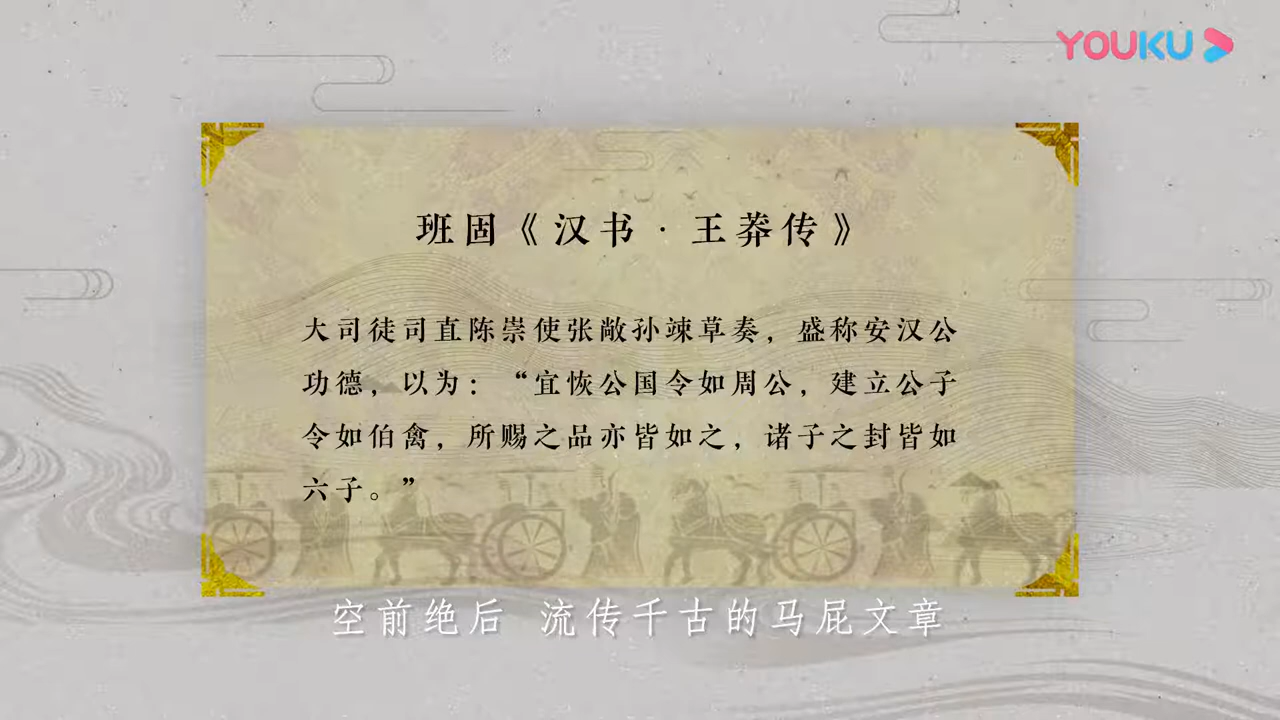 YOUKU
班固《汉书·王莽传》
大司徒司直陈崇使张敞孙竦草奏，盛称安汉公
功德，以为：“宜恢公国令如周公，建立公子
令如伯禽，所赐之品亦皆如之，诸子之封皆如
六子。”
空前绝后 流传千古的马屁文章